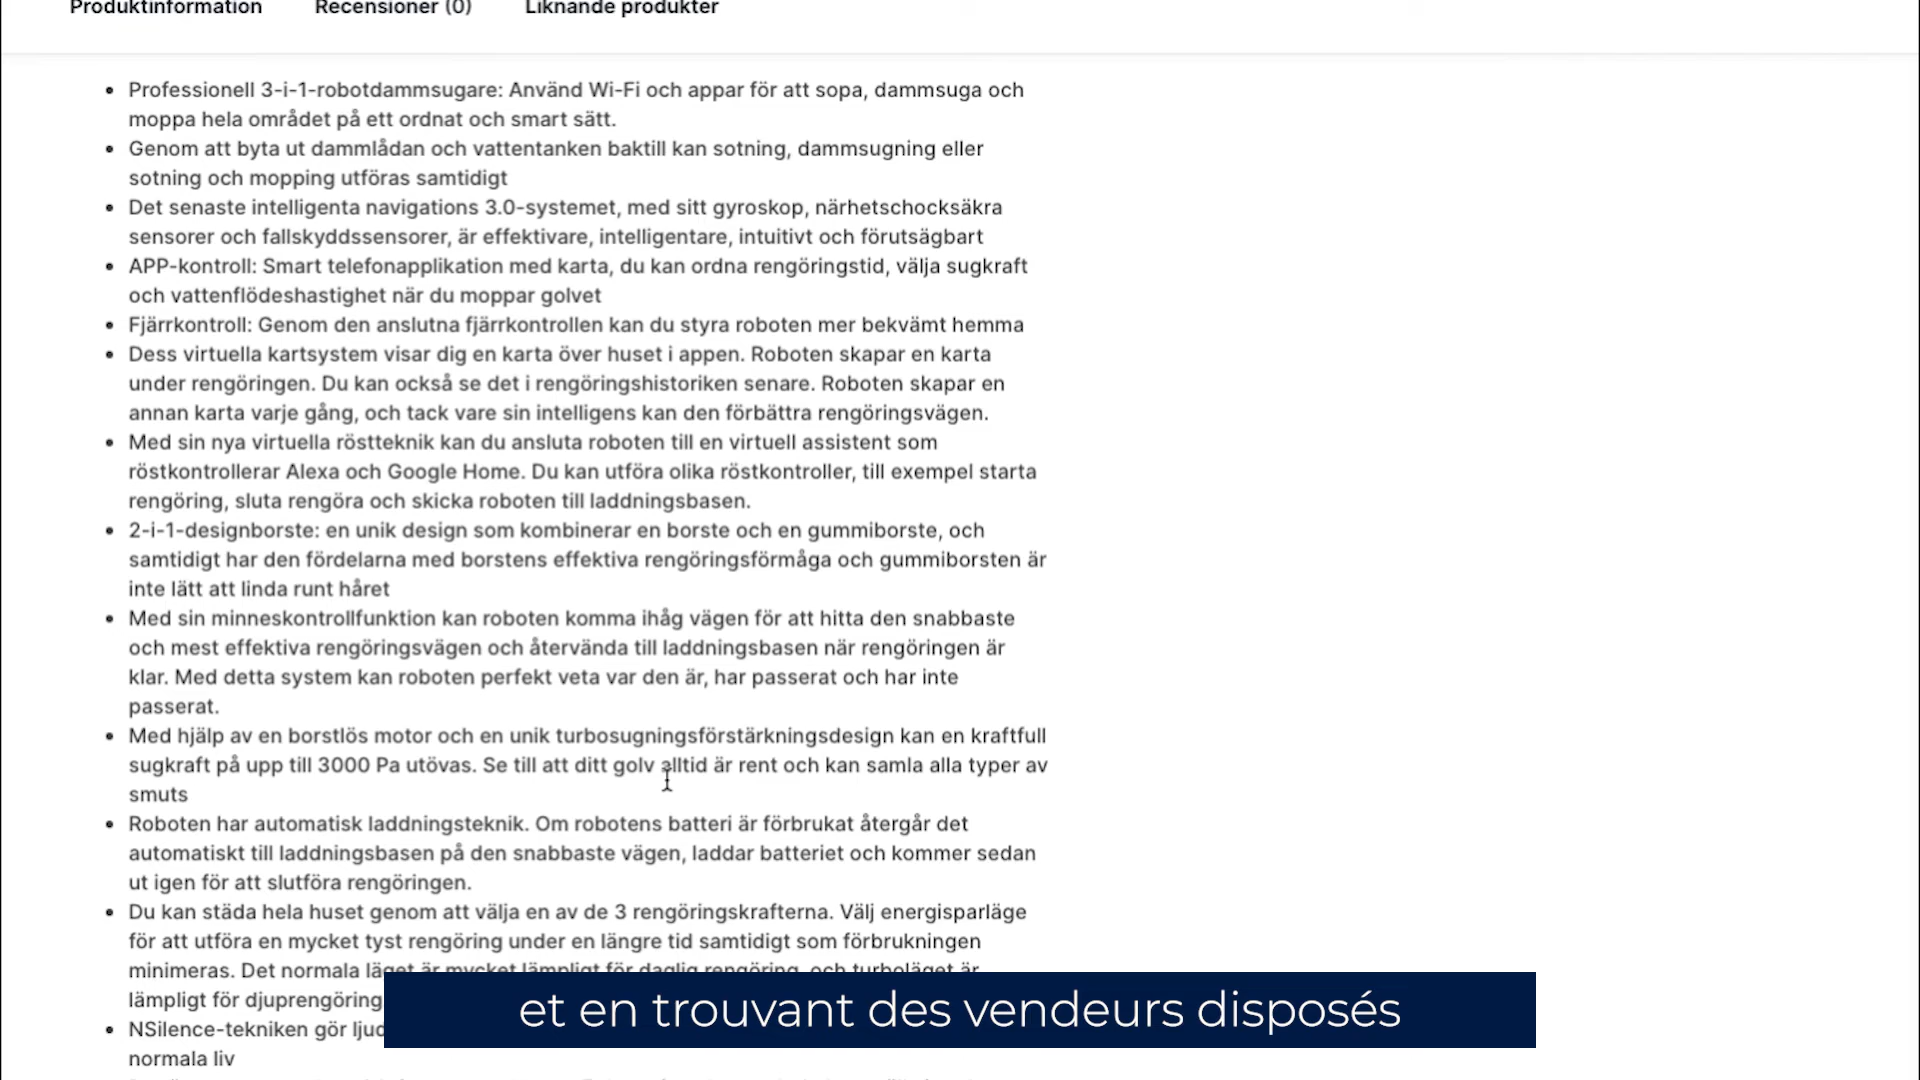 Produktinformation Recensioner (0) Liknande produkter
Professionell 3-i-1-robotdammsugare: Använd Wi-Fi och appar för att sopa, dammsuga och
moppa hela området på ett ordnat och smart sätt.
Genom att byta ut dammlådan och vattentanken baktill kan sotning, dammsugning eller
sotning och mopping utföras samtidigt
Det senaste intelligenta navigations 3.0-systemet, med sitt gyroskop, närhetschocksäkra
sensorer och fallskyddssensorer, är effektivare, intelligentare, intuitivt och förutsägbart
APP-kontroll: Smart telefonapplikation med karta, du kan ordna rengöringstid, välja sugkraft
och vattenflödeshastighet när du moppar golvet
Fjärrkontroll: Genom den anslutna fjärrkontrollen kan du styra roboten mer bekvämt hemma
Dess virtuella kartsystem visar dig en karta över huset i appen. Roboten skapar en karta
under rengöringen. Du kan också se det i rengöringshistoriken senare. Roboten skapar en
annan karta varje gång, och tack vare sin intelligens kan den förbättra rengöringsvägen.
Med sin nya virtuella röstteknik kan du ansluta roboten till en virtuell assistent som
röstkontrollerar Alexa och Google Home. Du kan utföra olika röstkontroller, till exempel starta
rengöring, sluta rengöra och skicka roboten till laddningsbasen.
2-i-1-designborste: en unik design som kombinerar en borste och en gummiborste, och
samtidigt har den fördelarna med borstens effektiva rengöringsförmåga och gummiborsten är
inte lätt att linda runt håret
Med sin minneskontrollfunktion kan roboten komma ihåg vägen för att hitta den snabbaste
och mest effektiva rengöringsvägen och återvända till laddningsbasen när rengöringen är
klar. Med detta system kan roboten perfekt veta var den är, har passerat och har inte
passerat.
Med hjälp av en borstlös motor och en unik turbosugningsförstärkningsdesign kan en kraftfull
sugkraft på upp till 3000 Pa utövas. Se till att ditt golv alltid är rent och kan samla alla typer av
smuts
Roboten har automatisk laddningsteknik. Om robotens batteri är förbrukat återgår det
automatiskt till laddningsbasen på den snabbaste vägen, laddar batteriet och kommer sedan
ut igen för att slutföra rengöringen.
Du kan städa hela huset genom att välja en av de 3 rengöringskrafterna. Välj energisparläge
för att utföra en mycket tyst rengöring under en längre tid samtidigt som förbrukningen
minimeras. Det normala läget är mycket lämpligt för daglig rengöring, och turboläget är
lämpligt för djuprengöring
NSilence-tekniken gör ljud
normala liv
et en trouvant des vendeurs disposés